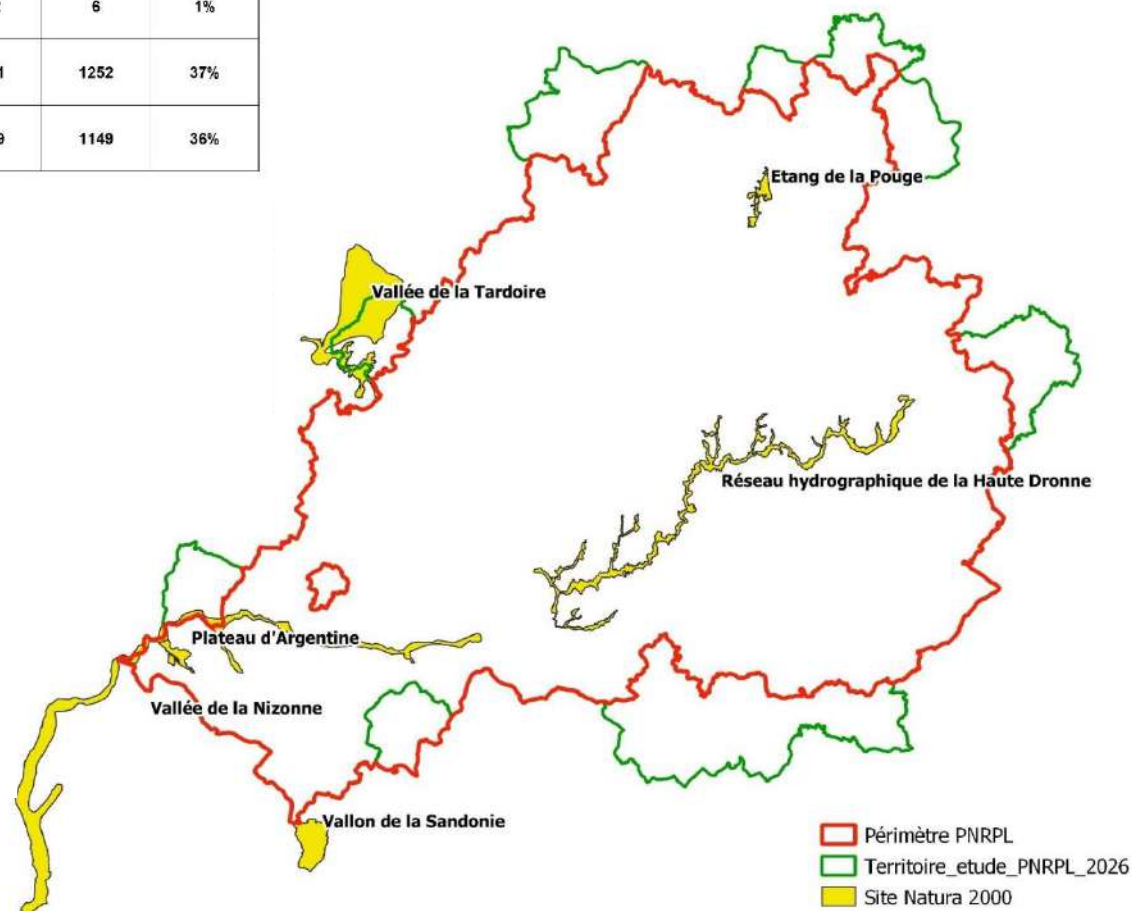 6 1%
1252 37%
1149 36%
Etang de la Pouge
Vallée de la Tardoire
Réseau hydrographique de la Haute Dronne
Plateau d'Argentine
Vallée de la Nizonne
Vallon de la Sandonie
Périmètre PNRPL
Territoire_etude_PNRPL_2026
Site Natura 2000